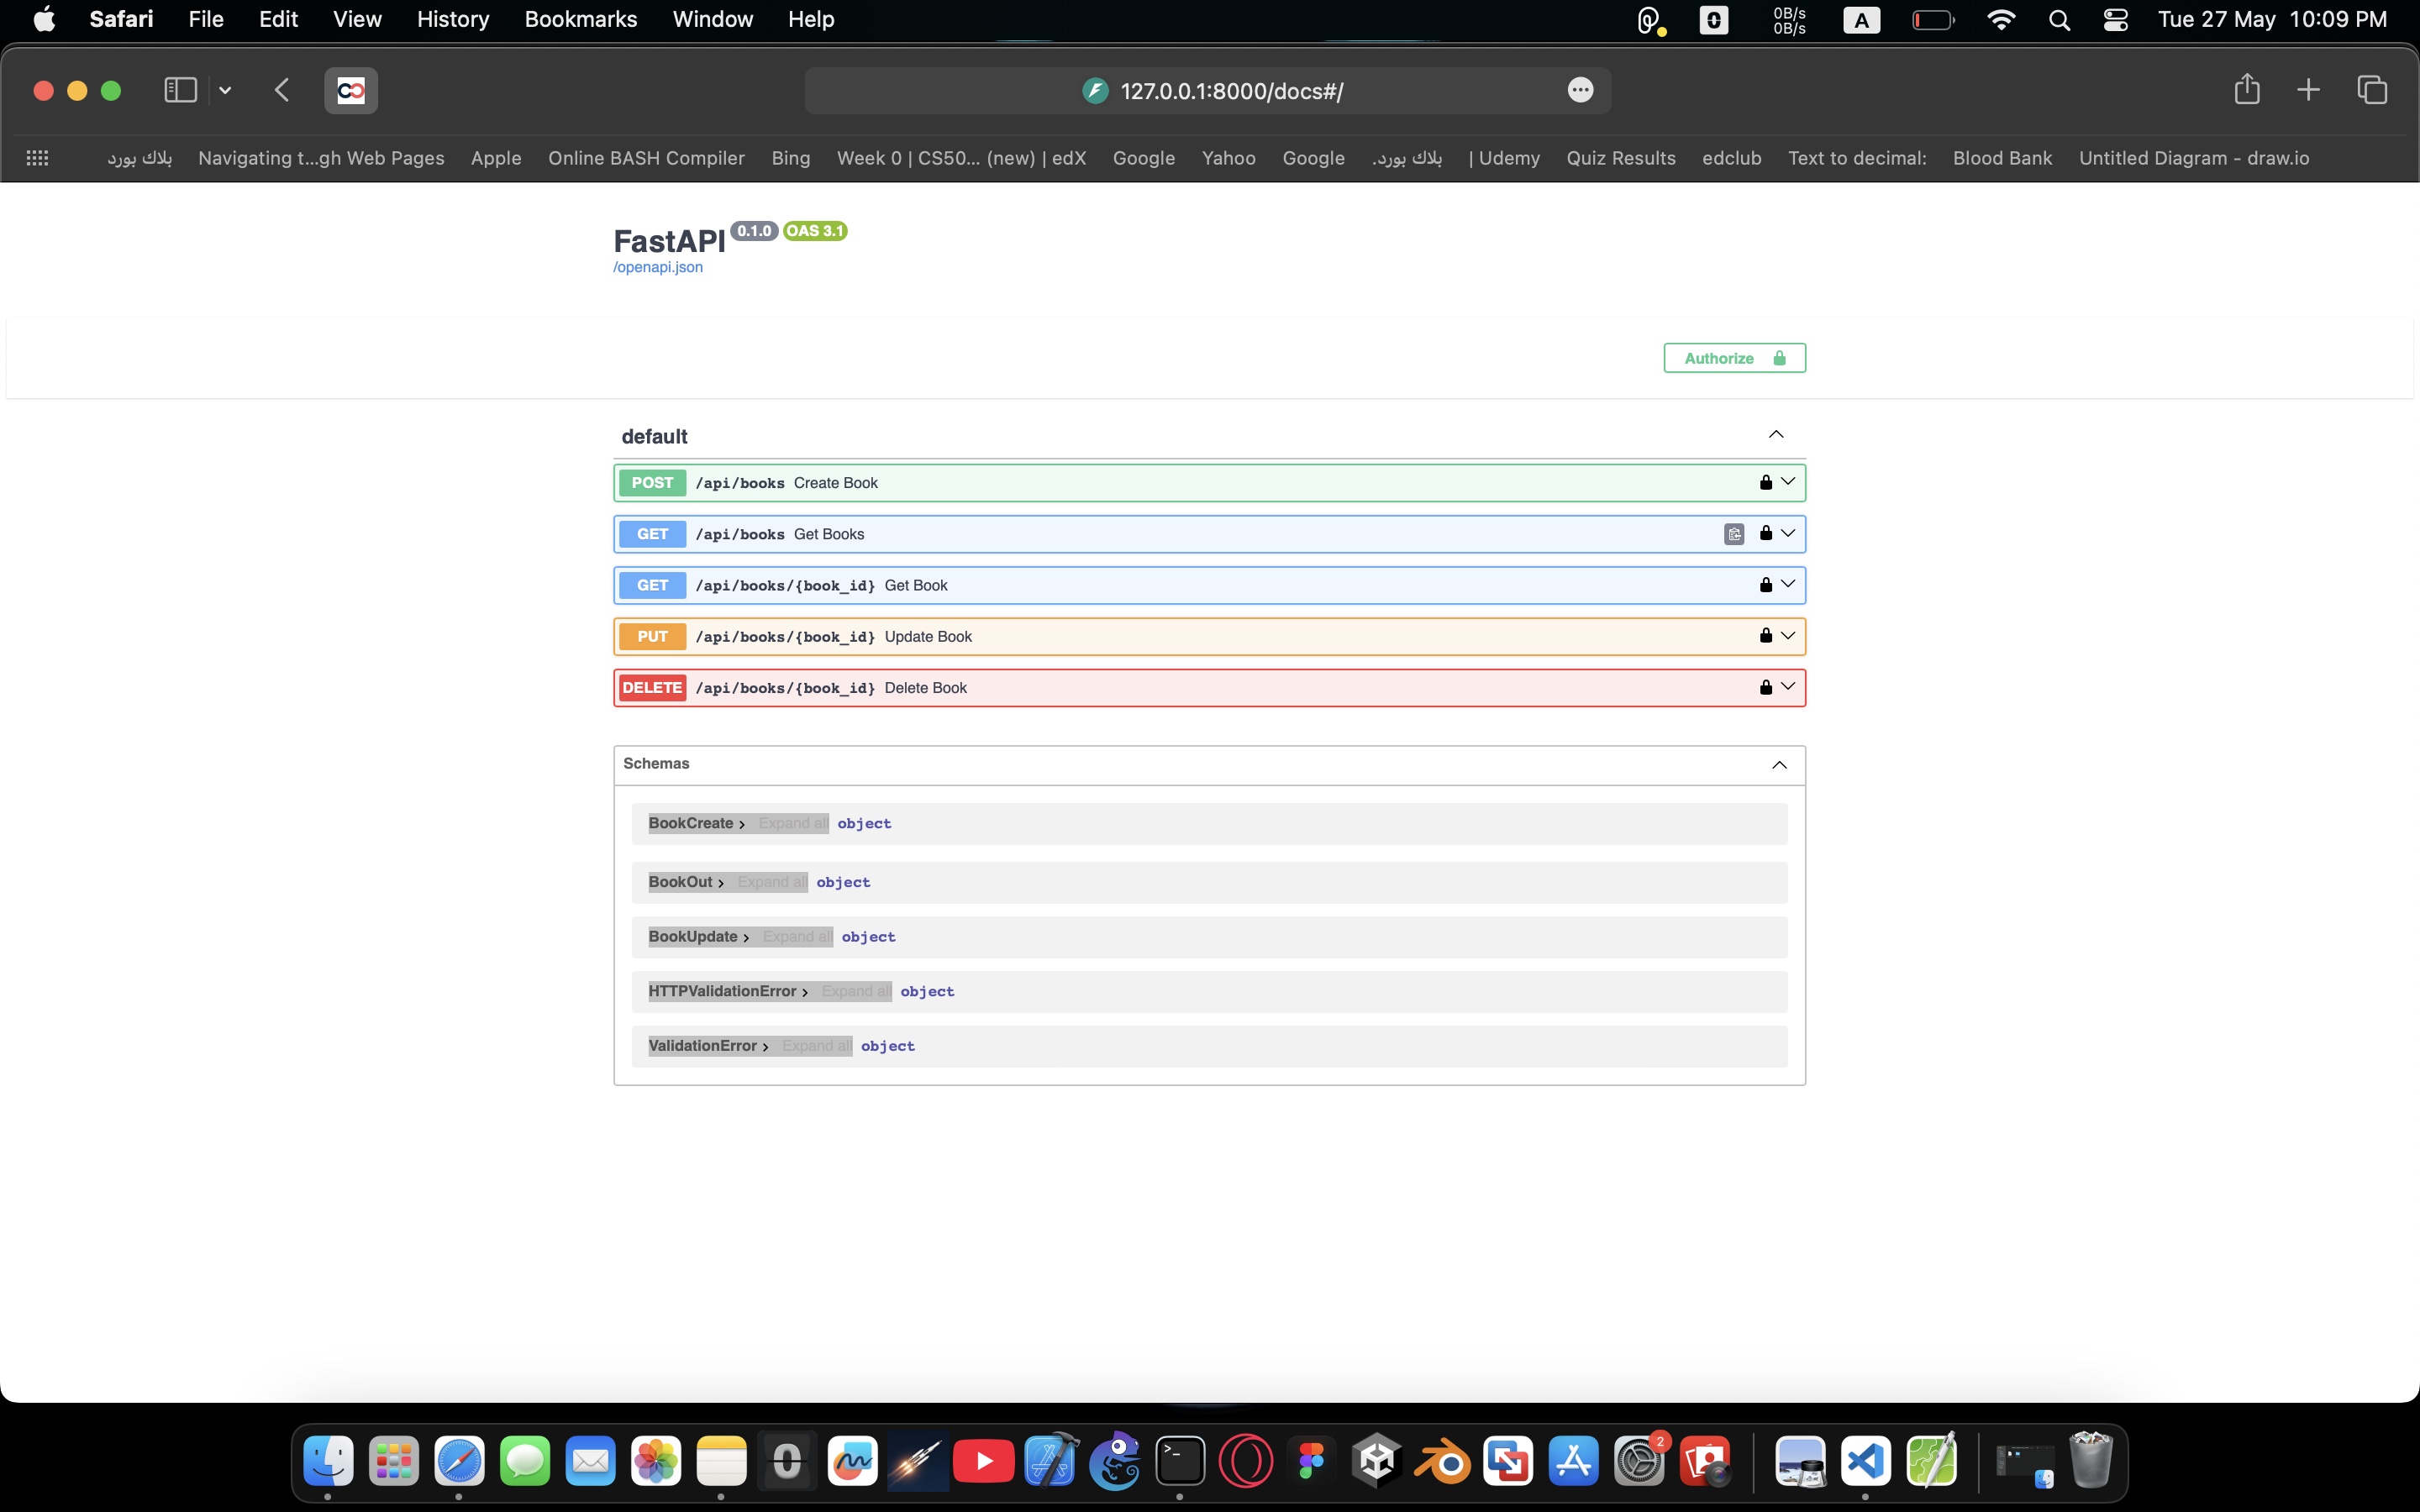 Safari File Edit View History Bookmarks Window Help 0B/s 0B/s A Tue 27 May 10:09 PM
127.0.0.1:8000/docs#/
بلاك بورد Navigating t...gh Web Pages Apple Online BASH Compiler Bing Week 0 | CS50... (new) | edX Google Yahoo Google بلاك بورد. | Udemy Quiz Results edclub Text to decimal: Blood Bank Untitled Diagram - draw.io
FastAPI 0.1.0 OAS 3.1
/openapi.json
Authorize
default
POST /api/books Create Book
GET /api/books Get Books
GET /api/books/{book_id} Get Book
PUT /api/books/{book_id} Update Book
DELETE /api/books/{book_id} Delete Book
Schemas
BookCreate Expand all object
BookOut Expand all object
BookUpdate Expand all object
HTTPValidationError Expand all object
ValidationError Expand all object
2